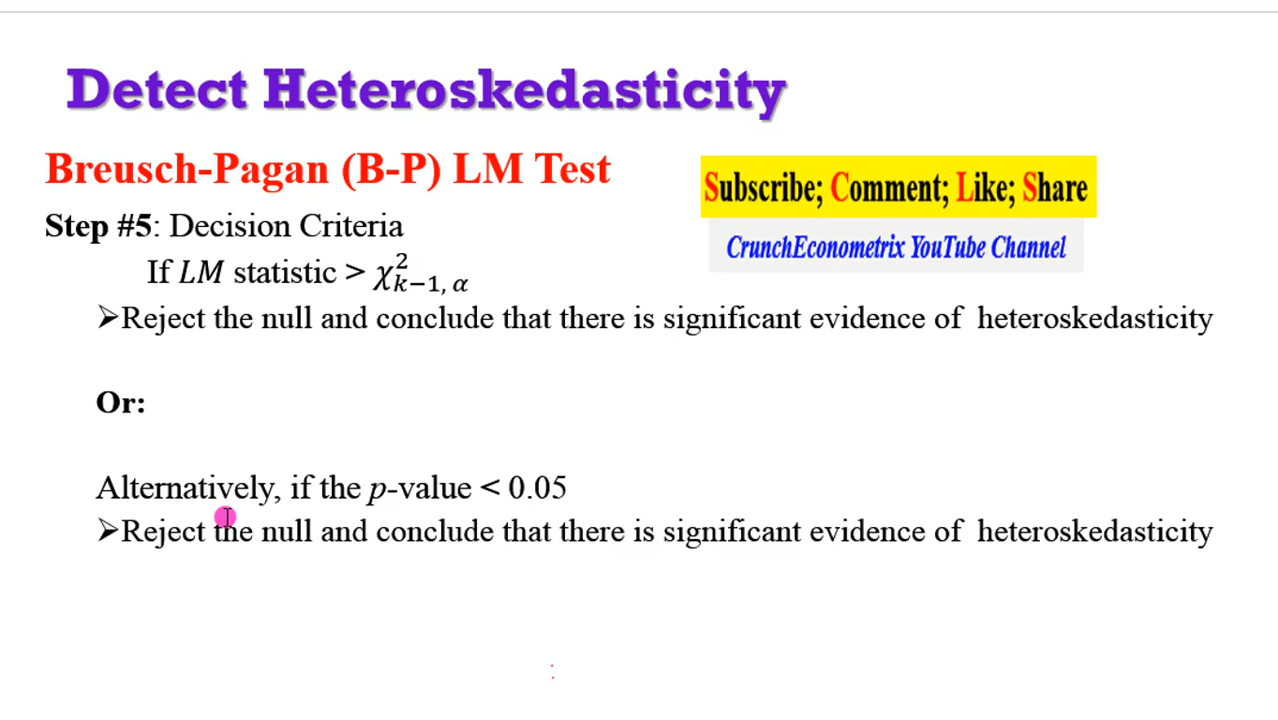 Detect Heteroskedasticity
Breusch-Pagan (B-P) LM Test
Subscribe; Comment; Like; Share
CrunchEconometrix YouTube Channel
Step #5: Decision Criteria
If LM statistic > χ²ₖ₋₁, α
➢Reject the null and conclude that there is significant evidence of heteroskedasticity
Or:
Alternatively, if the p-value < 0.05
➢Reject the null and conclude that there is significant evidence of heteroskedasticity